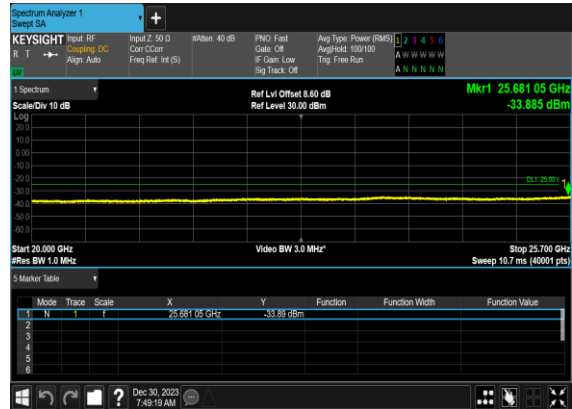 Spectrum Analyzer 1
Swept SA
KEYSIGHT Input: RF Input Z: 50 Ω #Atten: 40 dB PNO: Fast Avg Type: Power (RMS) 1 2 3 4 5 6
R T Coupling: DC Corr CCorr Gate: Off Avg|Hold: 100/100 A W W W W W
Align: Auto Freq Ref: Int (S) IF Gain: Low Trig: Free Run
Sig Track: Off A N N N N N
1 Spectrum Ref Lvl Offset 8.60 dB Mkr1 25.681 05 GHz
Scale/Div 10 dB Ref Level 30.00 dBm -33.885 dBm
Log
20.0
10.0
0.00
-10.0
-20.0
DL1 -25.00
1
-30.0
-40.0
-50.0
-60.0
Start 20.000 GHz Video BW 3.0 MHz* Stop 25.700 GHz
#Res BW 1.0 MHz Sweep 10.7 ms (40001 pts)
5 Marker Table
Mode Trace Scale X Y Function Function Width Function Value
1 N 1 f 25.681 05 GHz -33.89 dBm
2
3
4
5
6
? Dec 30, 2023
7:49:19 AM